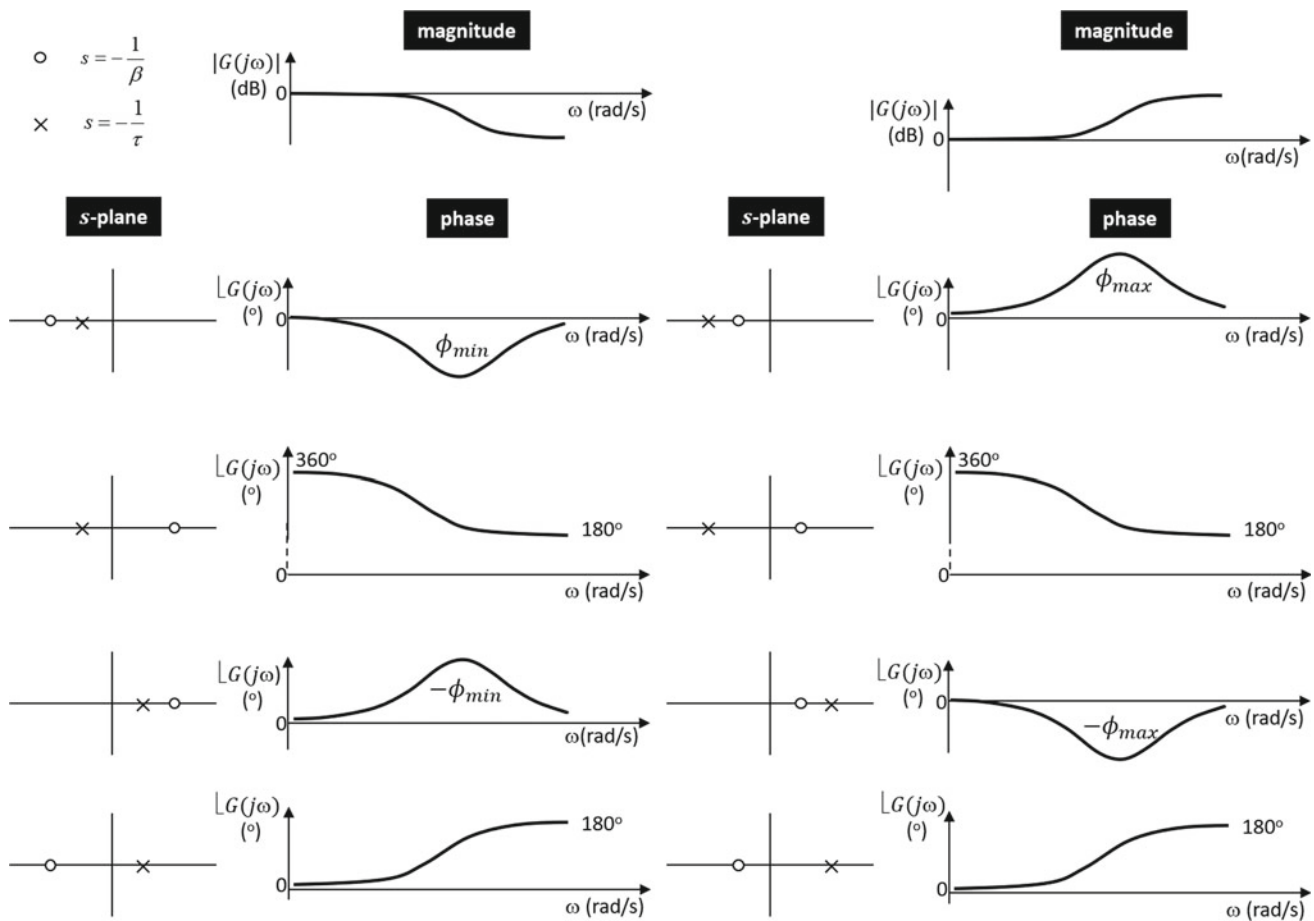 magnitude
magnitude
s = − 1/β
|G(jω)|
(dB)
0
ω (rad/s)
s = − 1/τ
|G(jω)|
(dB)
0
ω(rad/s)
s-plane
phase
s-plane
phase
⌊G(jω)
(°)
0
ϕmin
ω (rad/s)
⌊G(jω)
(°)
0
ϕmax
ω (rad/s)
⌊G(jω)
(°)
360°
180°
0
ω (rad/s)
⌊G(jω)
(°)
360°
180°
0
ω (rad/s)
⌊G(jω)
(°)
0
−ϕmin
ω(rad/s)
⌊G(jω)
(°)
0
−ϕmax
ω (rad/s)
⌊G(jω)
(°)
0
180°
ω (rad/s)
⌊G(jω)
(°)
0
180°
ω (rad/s)